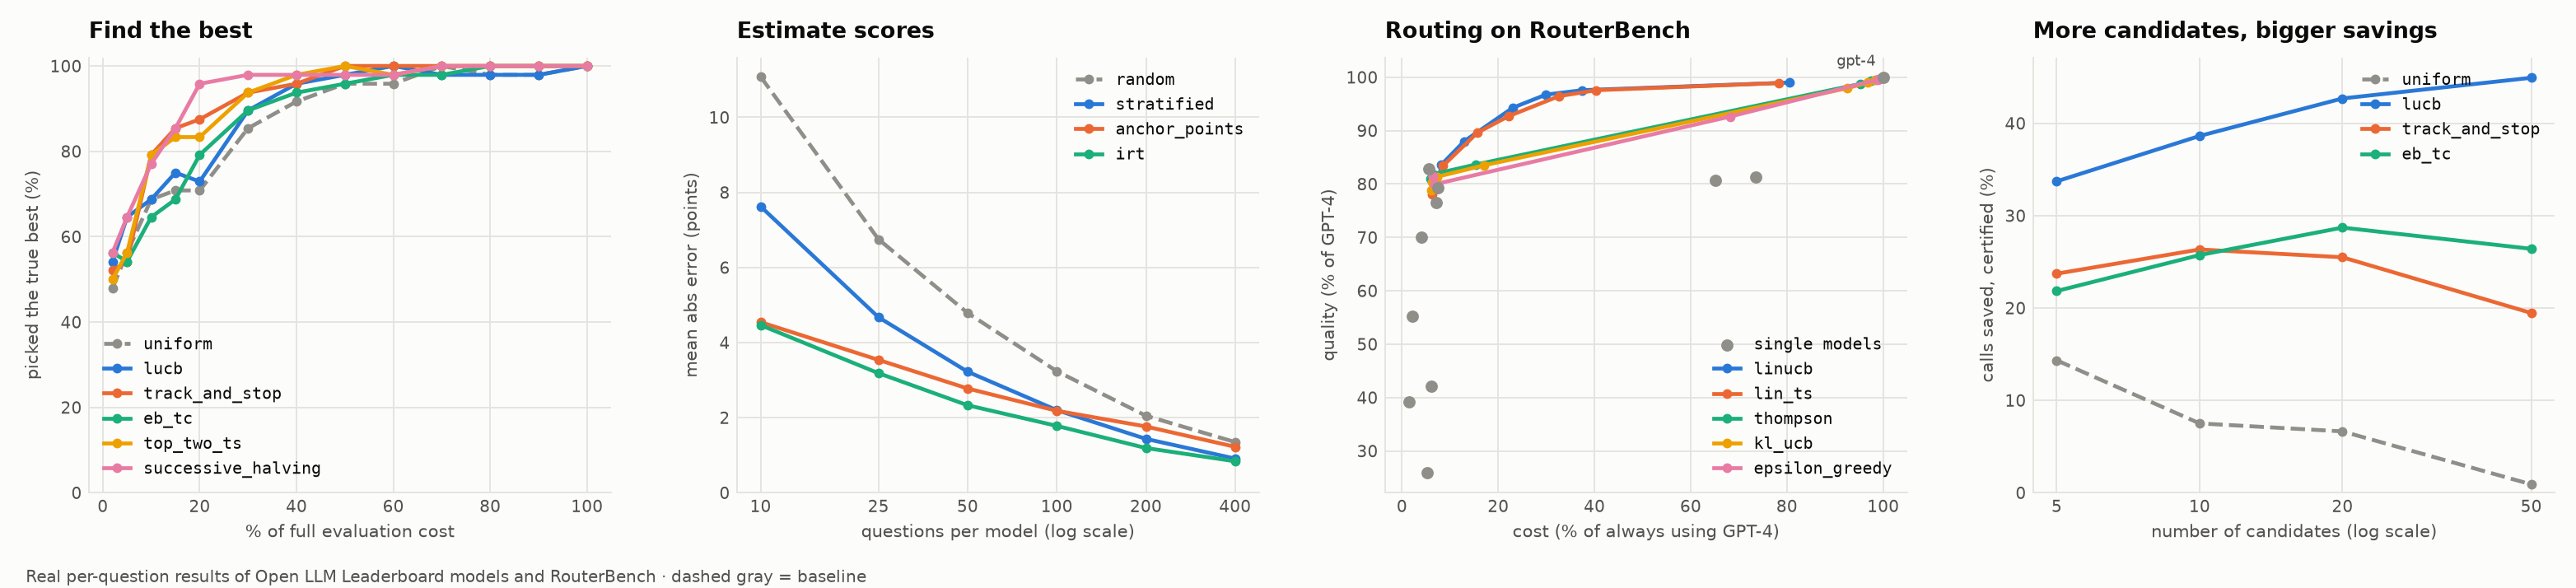 Find the best
100
80
60
40
20
0
picked the true best (%)
uniform
lucb
track_and_stop
eb_tc
top_two_ts
successive_halving
0 20 40 60 80 100
% of full evaluation cost
Estimate scores
10
8
6
4
2
0
mean abs error (points)
random
stratified
anchor_points
irt
10 25 50 100 200 400
questions per model (log scale)
Routing on RouterBench
gpt-4
100
90
80
70
60
50
40
30
quality (% of GPT-4)
single models
linucb
lin_ts
thompson
kl_ucb
epsilon_greedy
0 20 40 60 80 100
cost (% of always using GPT-4)
More candidates, bigger savings
40
30
20
10
0
calls saved, certified (%)
uniform
lucb
track_and_stop
eb_tc
5 10 20 50
number of candidates (log scale)
Real per-question results of Open LLM Leaderboard models and RouterBench · dashed gray = baseline